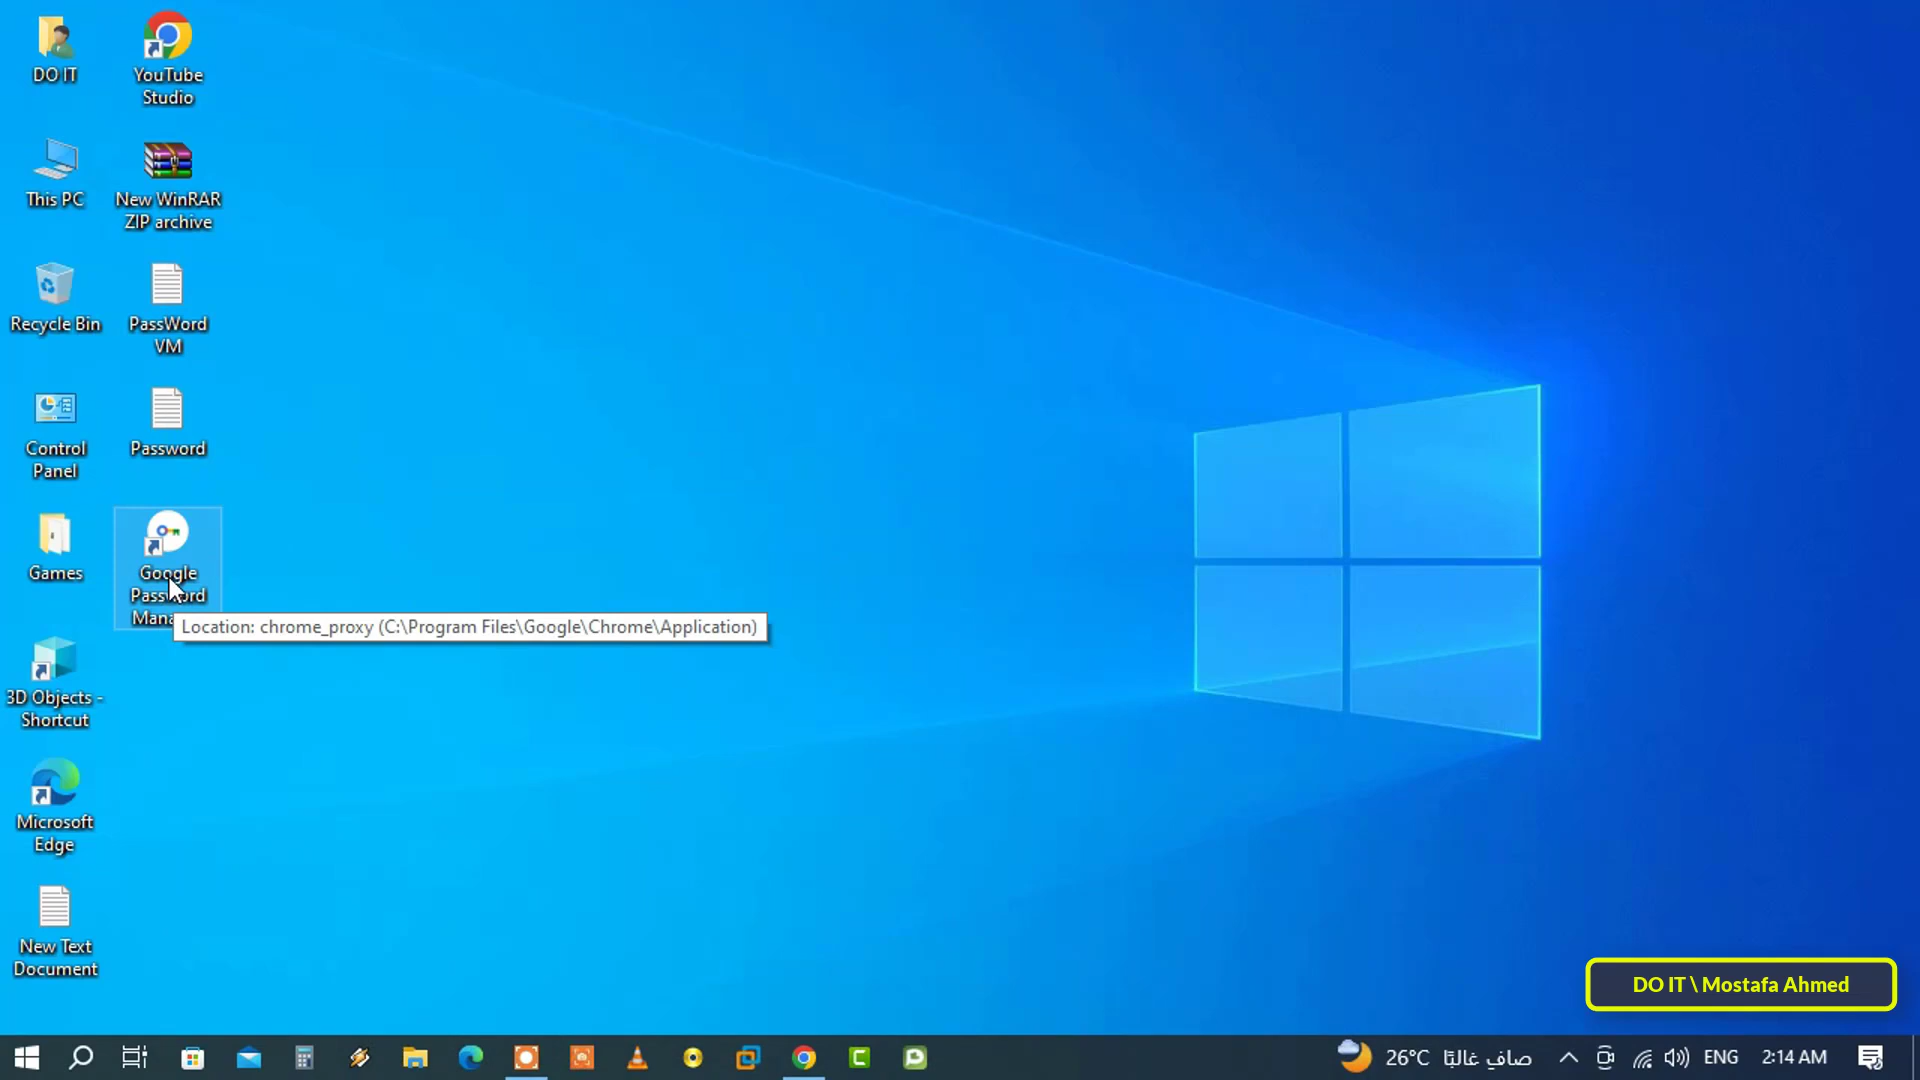 DO IT
YouTube
Studio
This PC
New WinRAR
ZIP archive
Recycle Bin
PassWord
VM
Control
Panel
Password
Games
Google
Password
Location: chrome_proxy (C:\Program Files\Google\Chrome\Application)
3D Objects -
Shortcut
Microsoft
Edge
New Text
Document
DO IT \ Mostafa Ahmed
26°C صافٍ غالبًا
ENG
2:14 AM